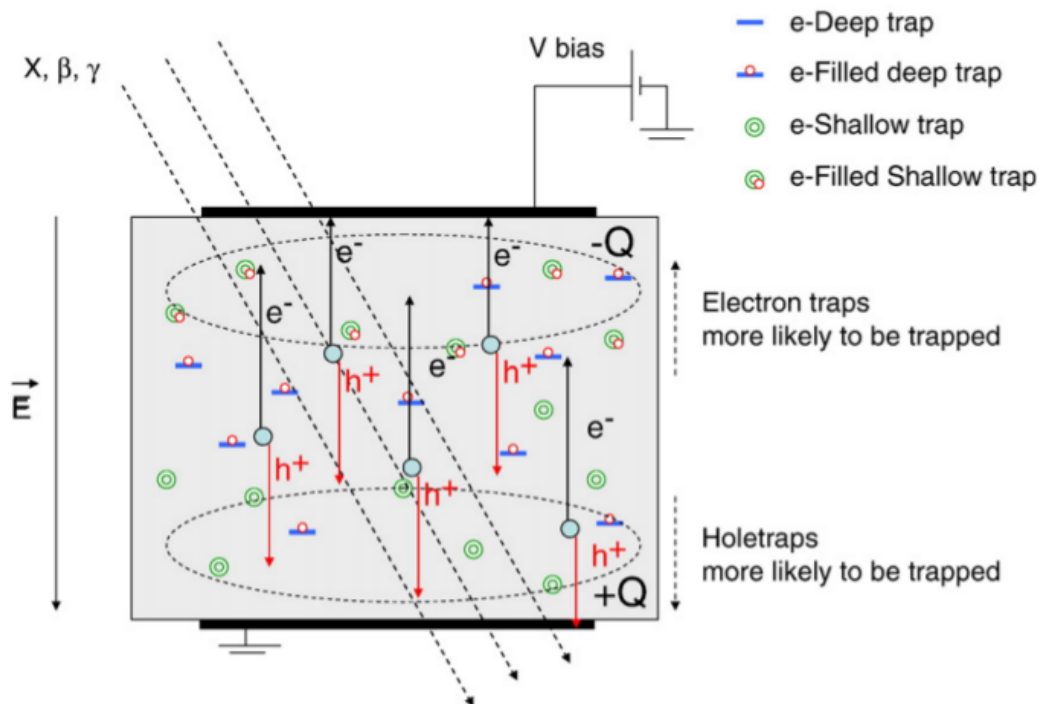 X, β, γ
V bias
e-Deep trap
e-Filled deep trap
e-Shallow trap
e-Filled Shallow trap
e-
e-
-Q
e-
e-
Electron traps
more likely to be trapped
h+
h+
E
e-
h+
h+
h+
Holetraps
more likely to be trapped
+Q